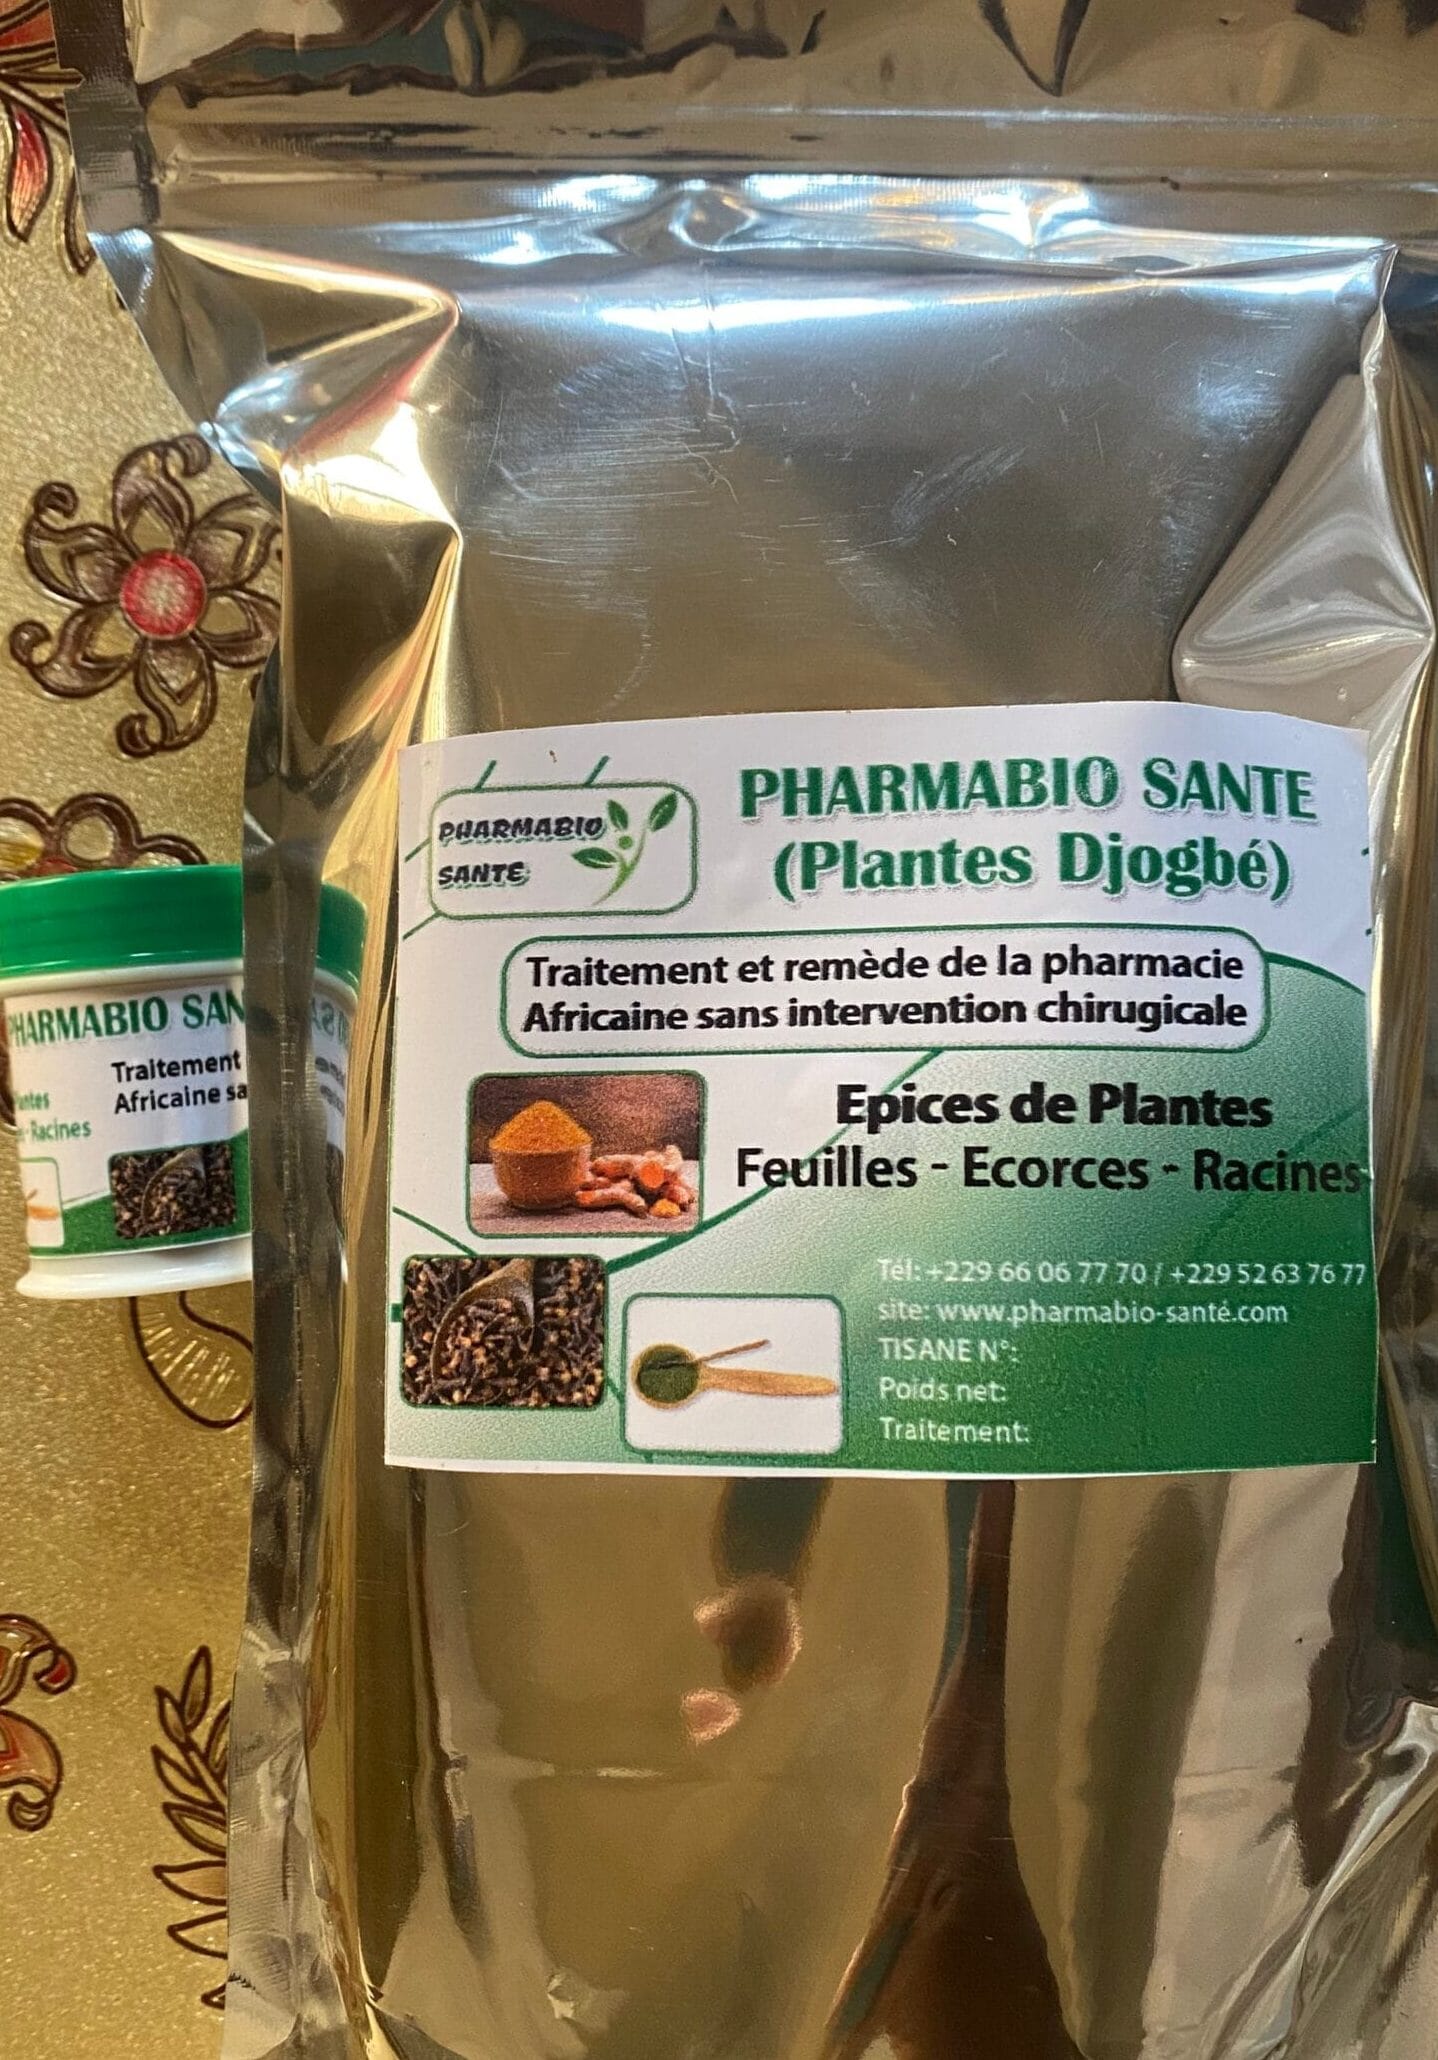 PHARMABIO
SANTE
PHARMABIO SANTE
(Plantes Djogbé)
Traitement et remède de la pharmacie
Africaine sans intervention chirugicale
Epices de Plantes
Feuilles - Ecorces - Racines
Tél: +229 66 06 77 70 / +229 52 63 76 77
site: www.pharmabio-santé.com
TISANE N°:
Poids net:
Traitement:
PHARMABIO SAN
Traitement
Africaine sa
Racines